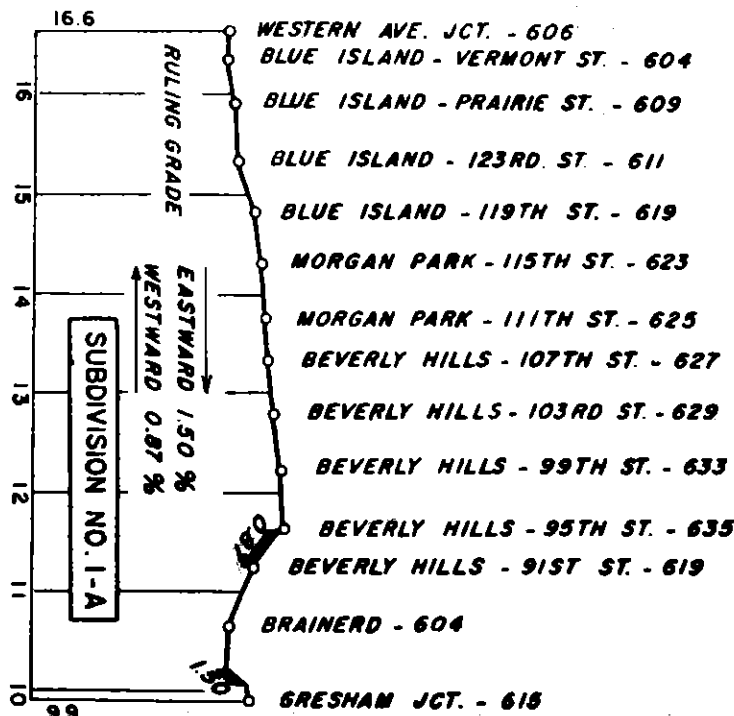 16.6
WESTERN AVE. JCT. - 606
BLUE ISLAND - VERMONT ST. - 604
16
BLUE ISLAND - PRAIRIE ST. - 609
RULING GRADE
BLUE ISLAND - 123RD. ST. - 611
15
BLUE ISLAND - 119TH ST. - 619
MORGAN PARK - 115TH ST. - 623
14
MORGAN PARK - 111TH ST. - 625
EASTWARD 1.50 %
WESTWARD 0.87 %
BEVERLY HILLS - 107TH ST. - 627
13
BEVERLY HILLS - 103RD ST. - 629
SUBDIVISION NO. 1-A
BEVERLY HILLS - 99TH ST. - 633
12
BEVERLY HILLS - 95TH ST. - 635
0.87
BEVERLY HILLS - 91ST ST. - 619
11
BRAINERD - 604
1.50
10
GRESHAM JCT. - 615
9.9